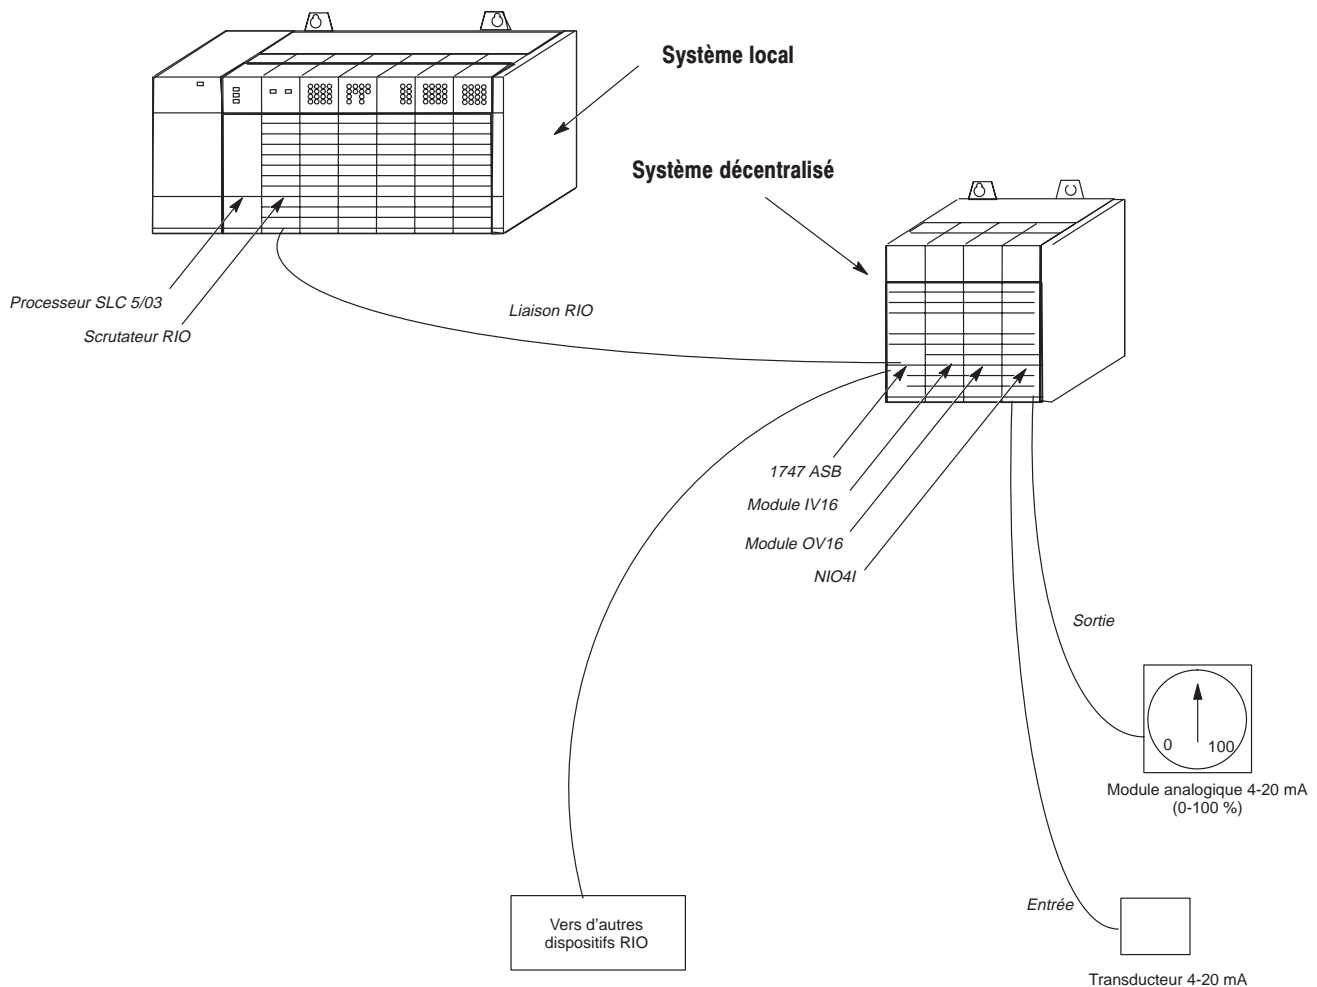 Système local
Système décentralisé
Processeur SLC 5/03
Scrutateur RIO
Liaison RIO
1747 ASB
Module IV16
Module OV16
NIO4I
Sortie
0
100
Module analogique 4-20 mA
(0-100 %)
Entrée
Vers d'autres
dispositifs RIO
Transducteur 4-20 mA